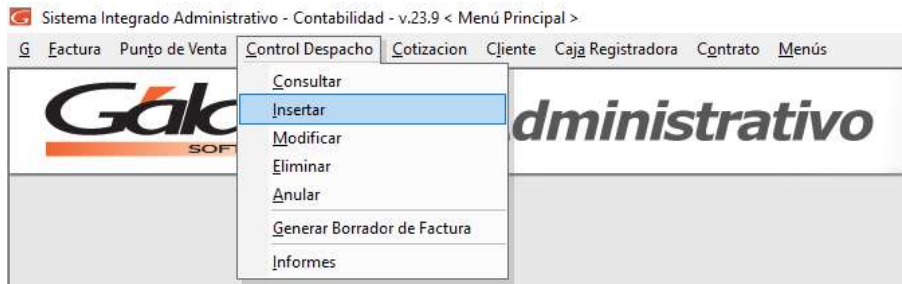 G Sistema Integrado Administrativo - Contabilidad - v.23.9 < Menú Principal >
G Factura Punto de Venta Control Despacho Cotizacion Cliente Caja Registradora Contrato Menús
Consultar
Insertar
Modificar
Eliminar
Anular
Generar Borrador de Factura
Informes